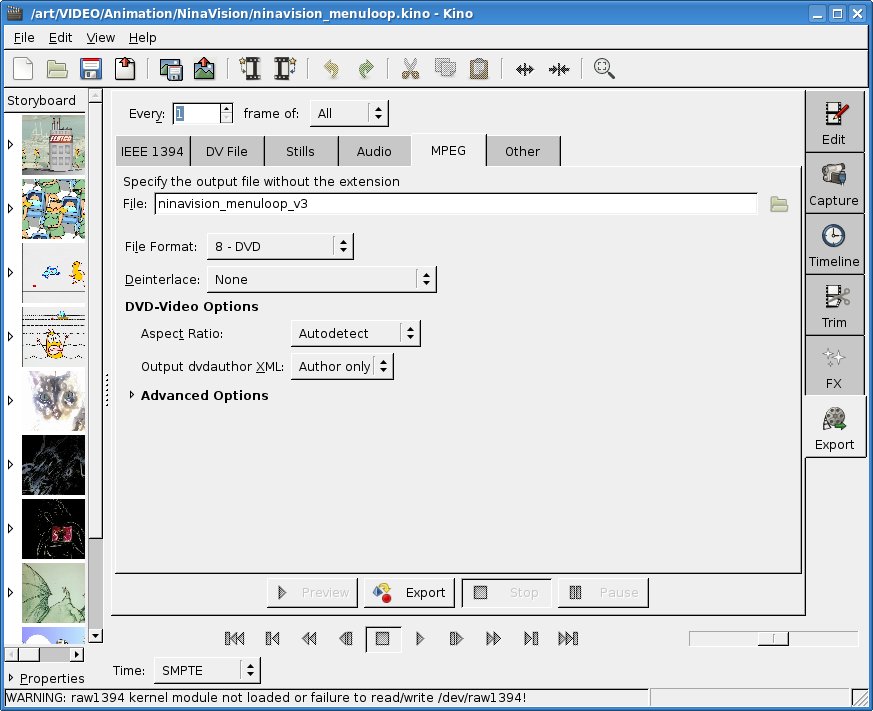 /art/VIDEO/Animation/NinaVision/ninavision_menuloop.kino - Kino
File Edit View Help
Storyboard
Every: 1 frame of: All
IEEE 1394 DV File Stills Audio MPEG Other
Specify the output file without the extension
File: ninavision_menuloop_v3
File Format: 8 - DVD
Deinterlace: None
DVD-Video Options
Aspect Ratio: Autodetect
Output dvdauthor XML: Author only
Advanced Options
Edit
Capture
Timeline
Trim
FX
Export
Preview Export Stop Pause
Time: SMPTE
Properties
WARNING: raw1394 kernel module not loaded or failure to read/write /dev/raw1394!